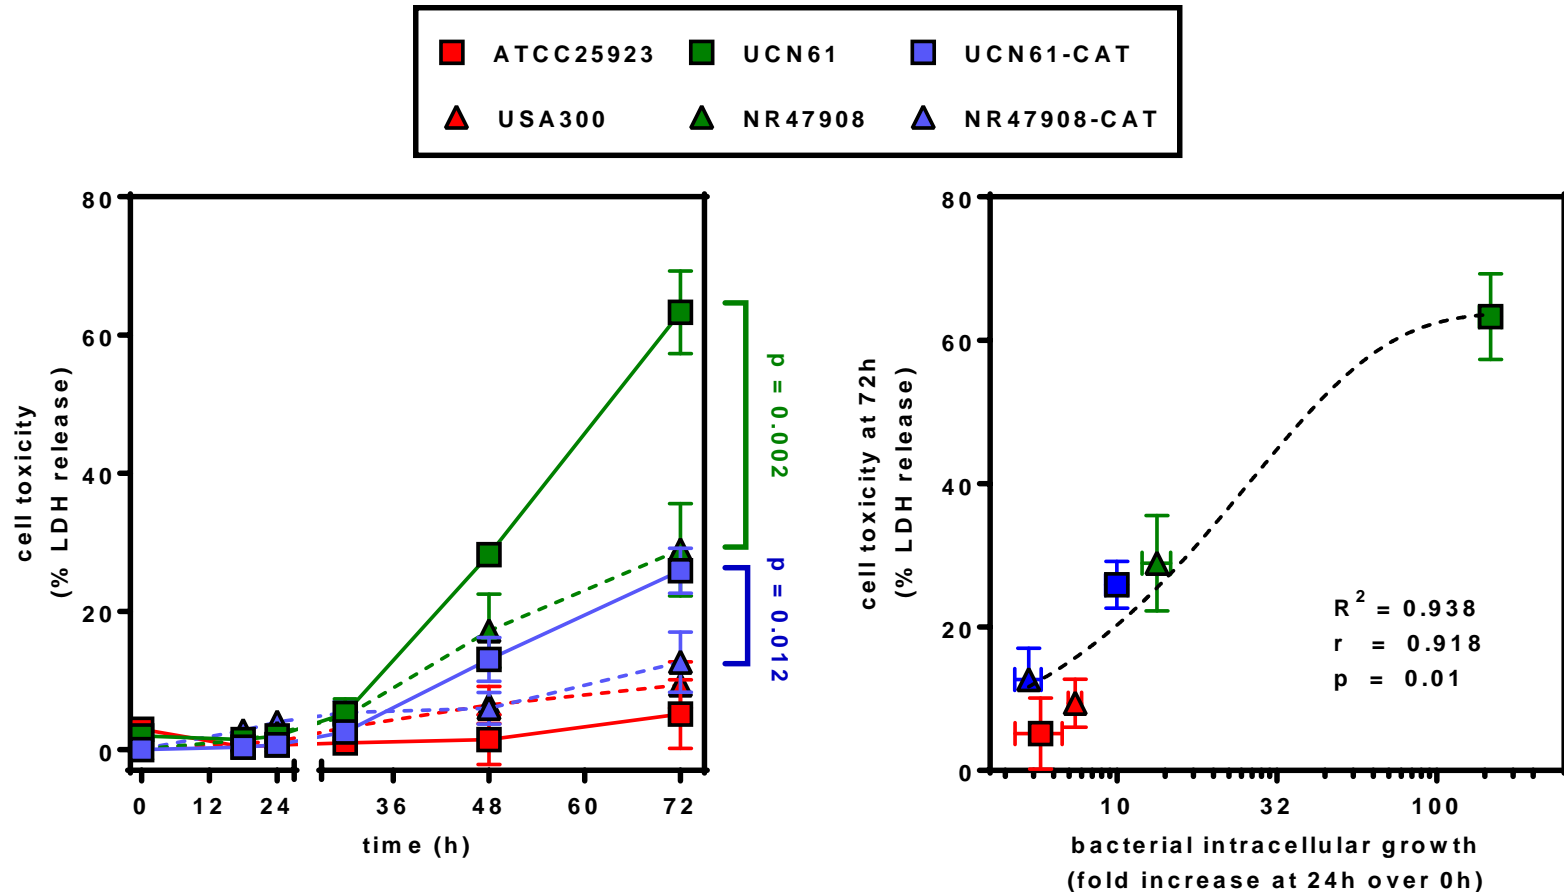 ATCC25923 UCN61 UCN61-CAT
USA300 NR47908 NR47908-CAT
80
60
40
20
0
cell toxicity
(% LDH release)
0 12 24 36 48 60 72
time (h)
p = 0.002
p = 0.012
80
60
40
20
0
cell toxicity at 72h
(% LDH release)
R² = 0.938
r = 0.918
p = 0.01
10 32 100
bacterial intracellular growth
(fold increase at 24h over 0h)